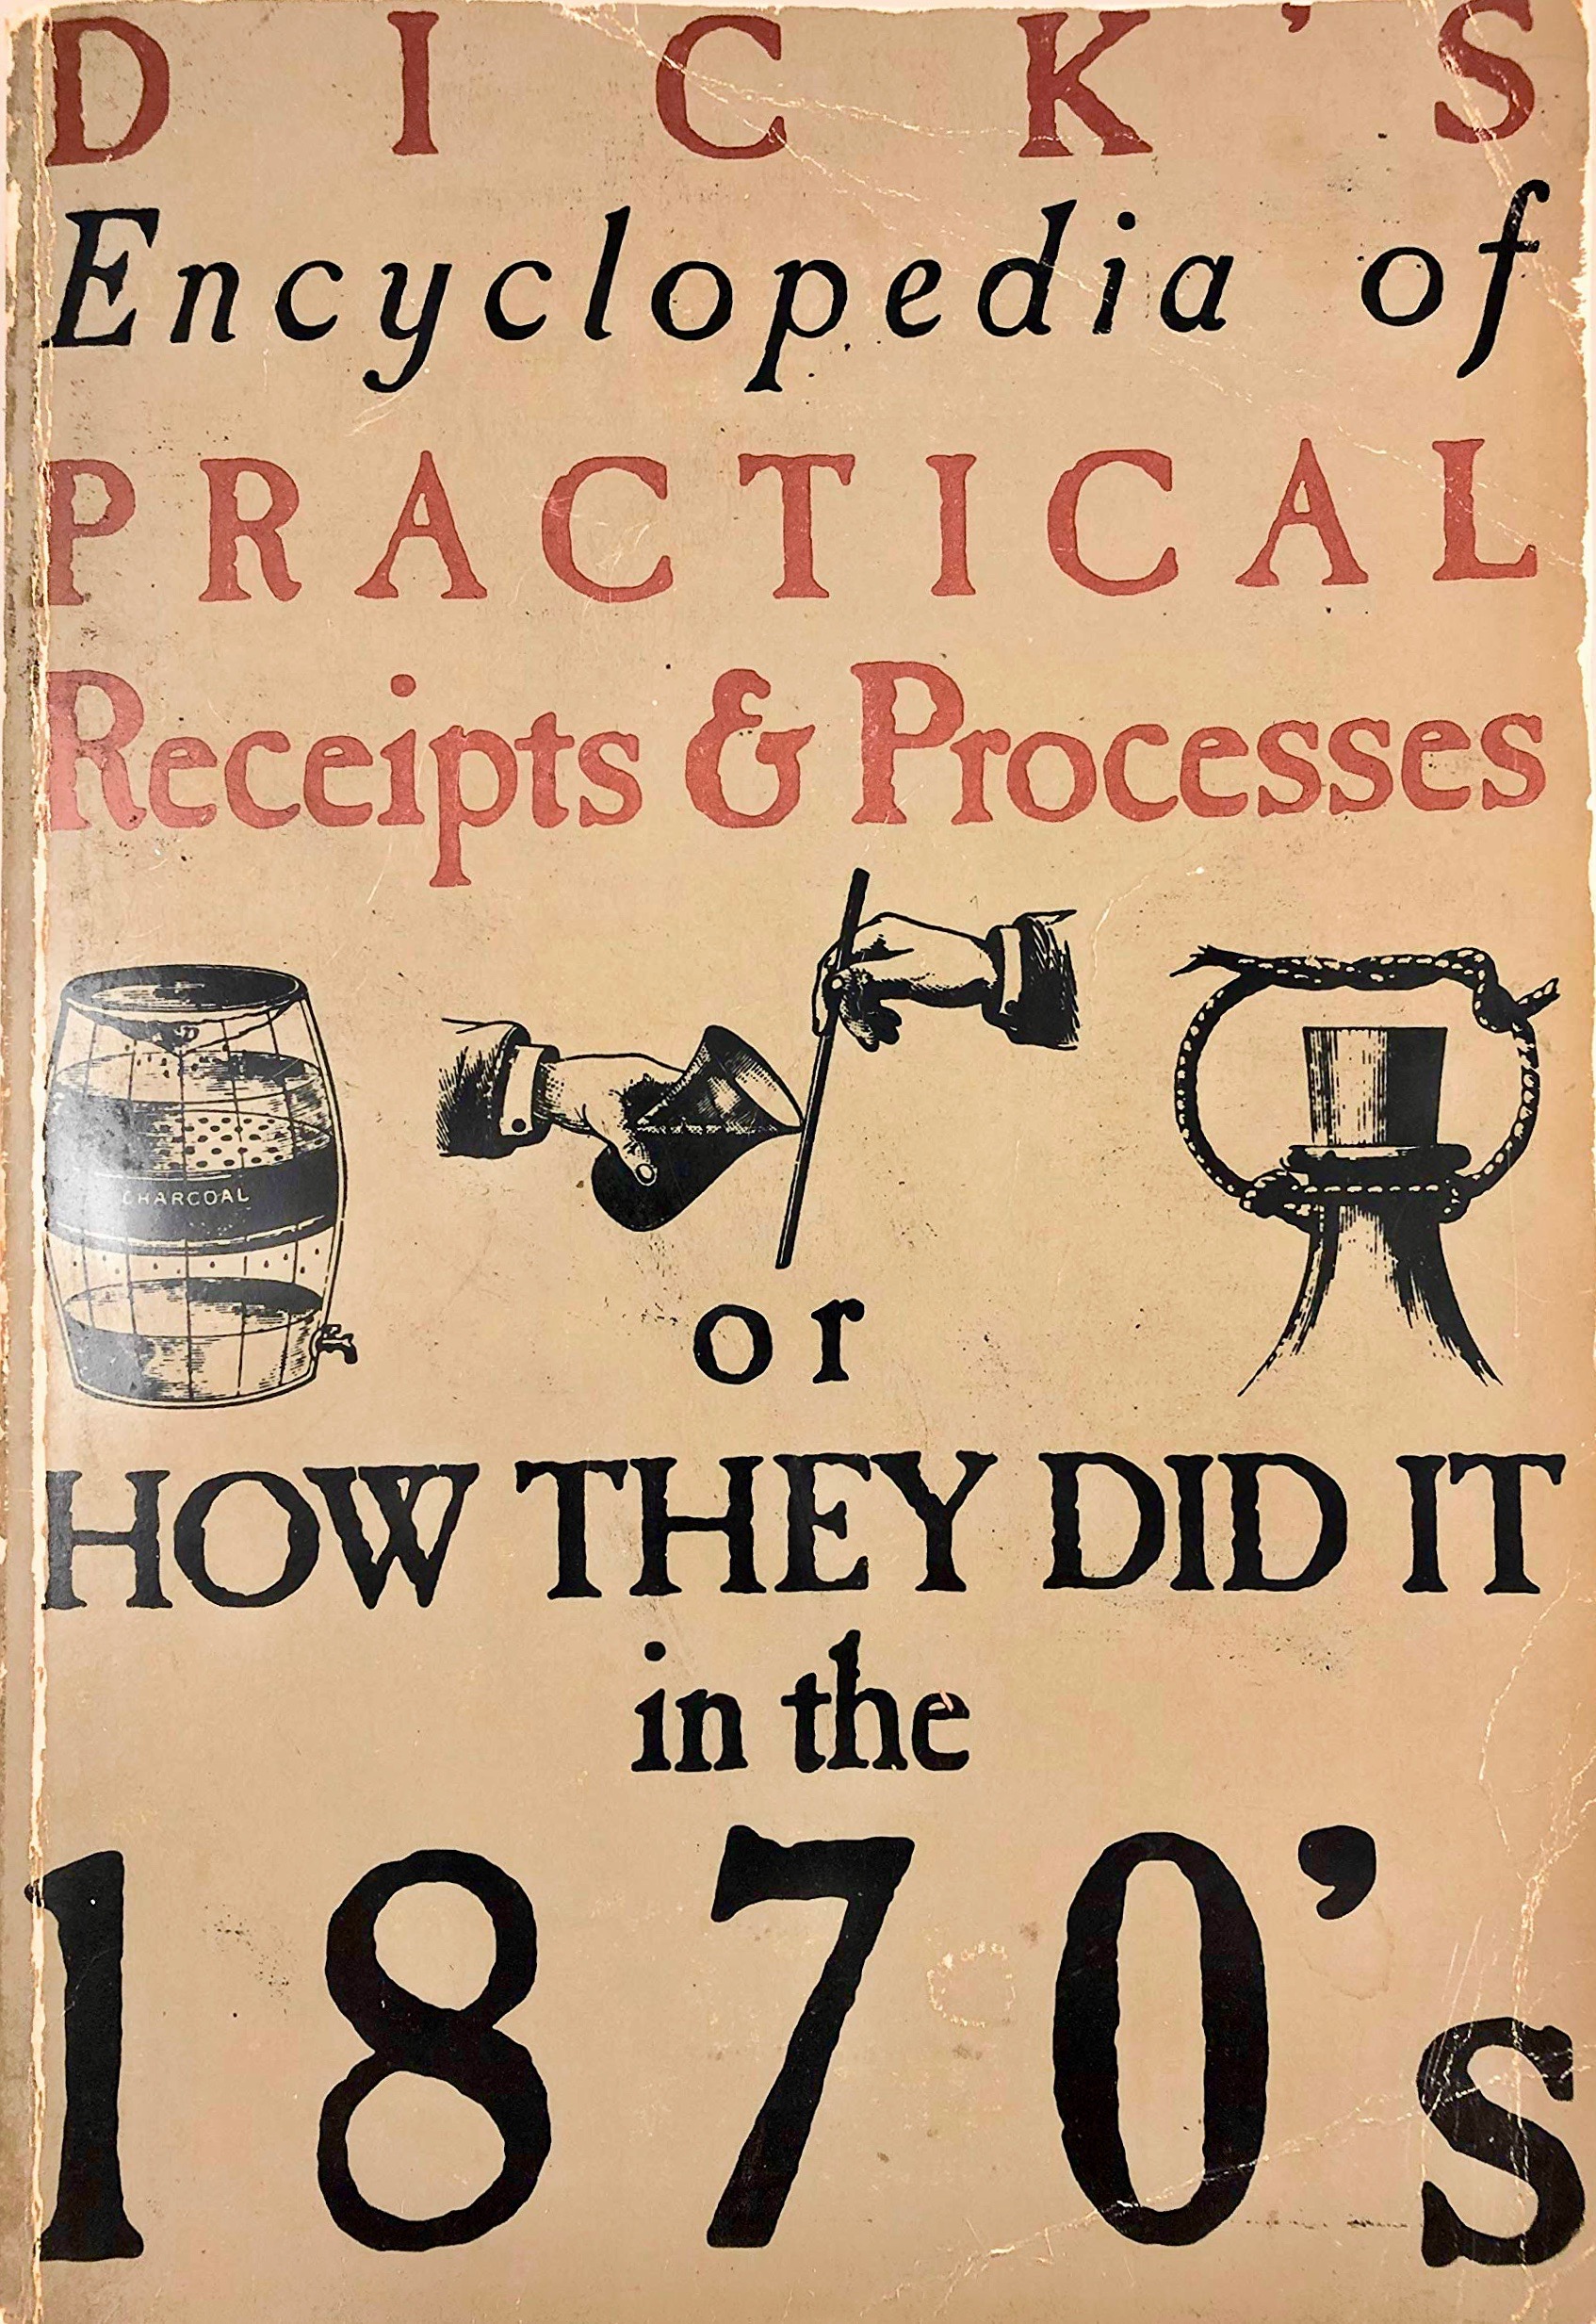 DICK'S
Encyclopedia of
PRACTICAL
Receipts & Processes
CHARCOAL
or
HOW THEY DID IT
in the
1870's